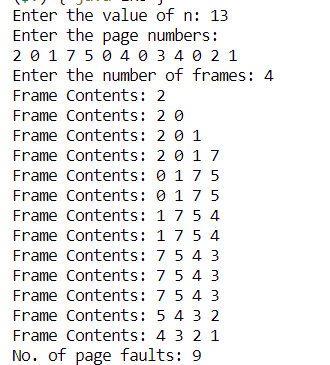 Enter the value of n: 13
Enter the page numbers:
2 0 1 7 5 0 4 0 3 4 0 2 1
Enter the number of frames: 4
Frame Contents: 2
Frame Contents: 2 0
Frame Contents: 2 0 1
Frame Contents: 2 0 1 7
Frame Contents: 0 1 7 5
Frame Contents: 0 1 7 5
Frame Contents: 1 7 5 4
Frame Contents: 1 7 5 4
Frame Contents: 7 5 4 3
Frame Contents: 7 5 4 3
Frame Contents: 7 5 4 3
Frame Contents: 5 4 3 2
Frame Contents: 4 3 2 1
No. of page faults: 9